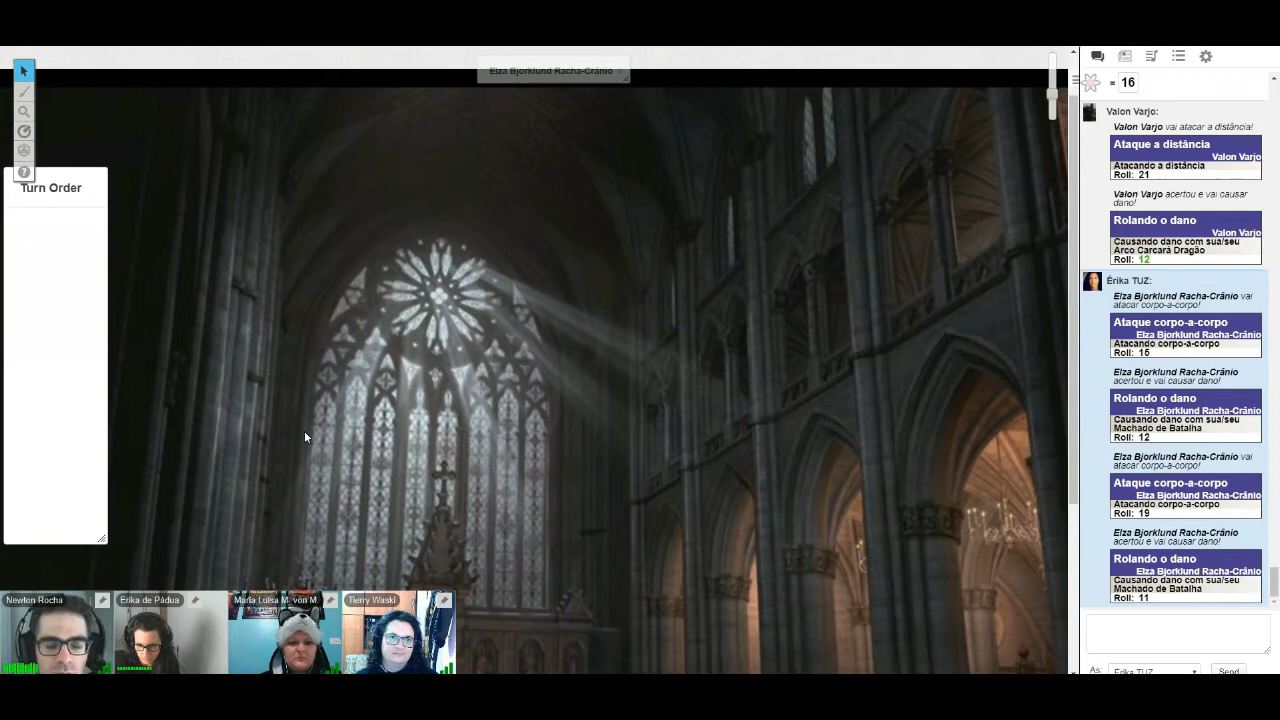 Elza Bjorklund Racha-Crânio
Turn Order
= 16
Valon Varjo:
Valon Varjo vai atacar a distância!
Ataque a distância
Valon Varjo
Atacando a distância
Roll: 21
Valon Varjo acertou e vai causar
dano!
Rolando o dano
Valon Varjo
Causando dano com sua/seu
Arco Carcará Dragão
Roll: 12
Érika TUZ:
Elza Bjorklund Racha-Crânio vai
atacar corpo-a-corpo!
Ataque corpo-a-corpo
Elza Bjorklund Racha-Crânio
Atacando corpo-a-corpo
Roll: 15
Elza Bjorklund Racha-Crânio
acertou e vai causar dano!
Rolando o dano
Elza Bjorklund Racha-Crânio
Causando dano com sua/seu
Machado de Batalha
Roll: 12
Elza Bjorklund Racha-Crânio vai
atacar corpo-a-corpo!
Ataque corpo-a-corpo
Elza Bjorklund Racha-Crânio
Atacando corpo-a-corpo
Roll: 19
Elza Bjorklund Racha-Crânio
acertou e vai causar dano!
Rolando o dano
Elza Bjorklund Racha-Crânio
Causando dano com sua/seu
Machado de Batalha
Roll: 11
As: Érika TUZ Send
Newton Rocha
Erika de Pádua
Maria Luisa M. von M
Tierry Waski